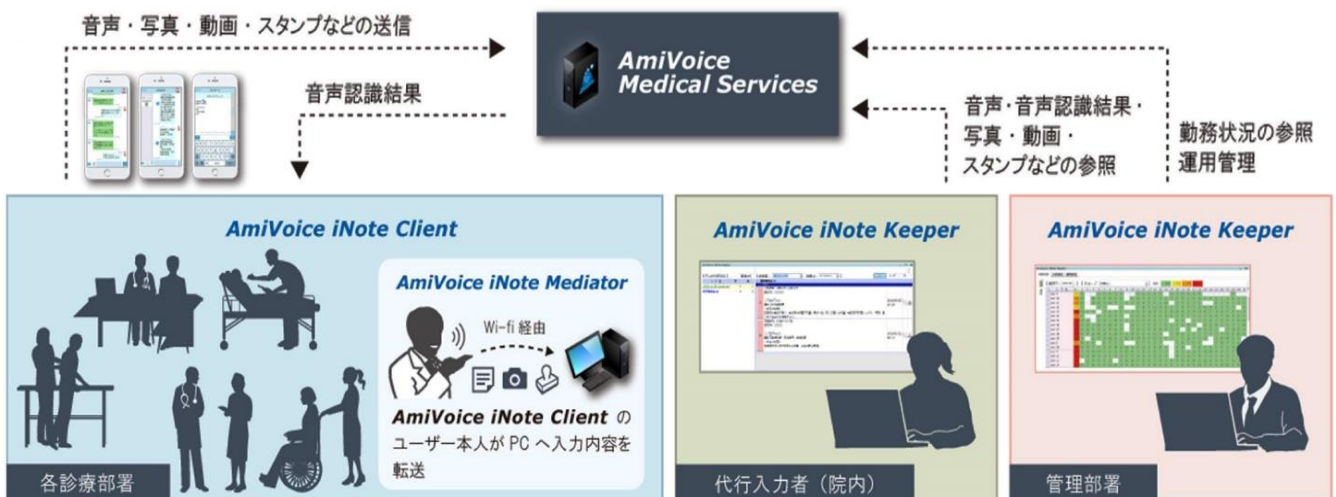 音声・写真・動画・スタンプなどの送信
音声認識結果
AmiVoice
Medical Services
音声・音声認識結果・
写真・動画・
スタンプなどの参照
勤務状況の参照
運用管理
AmiVoice iNote Client
AmiVoice iNote Mediator
Wi-fi 経由
AmiVoice iNote Client の
ユーザー本人が PC へ入力内容を
転送
各診療部署
AmiVoice iNote Keeper
代行入力者（院内）
AmiVoice iNote Keeper
管理部署